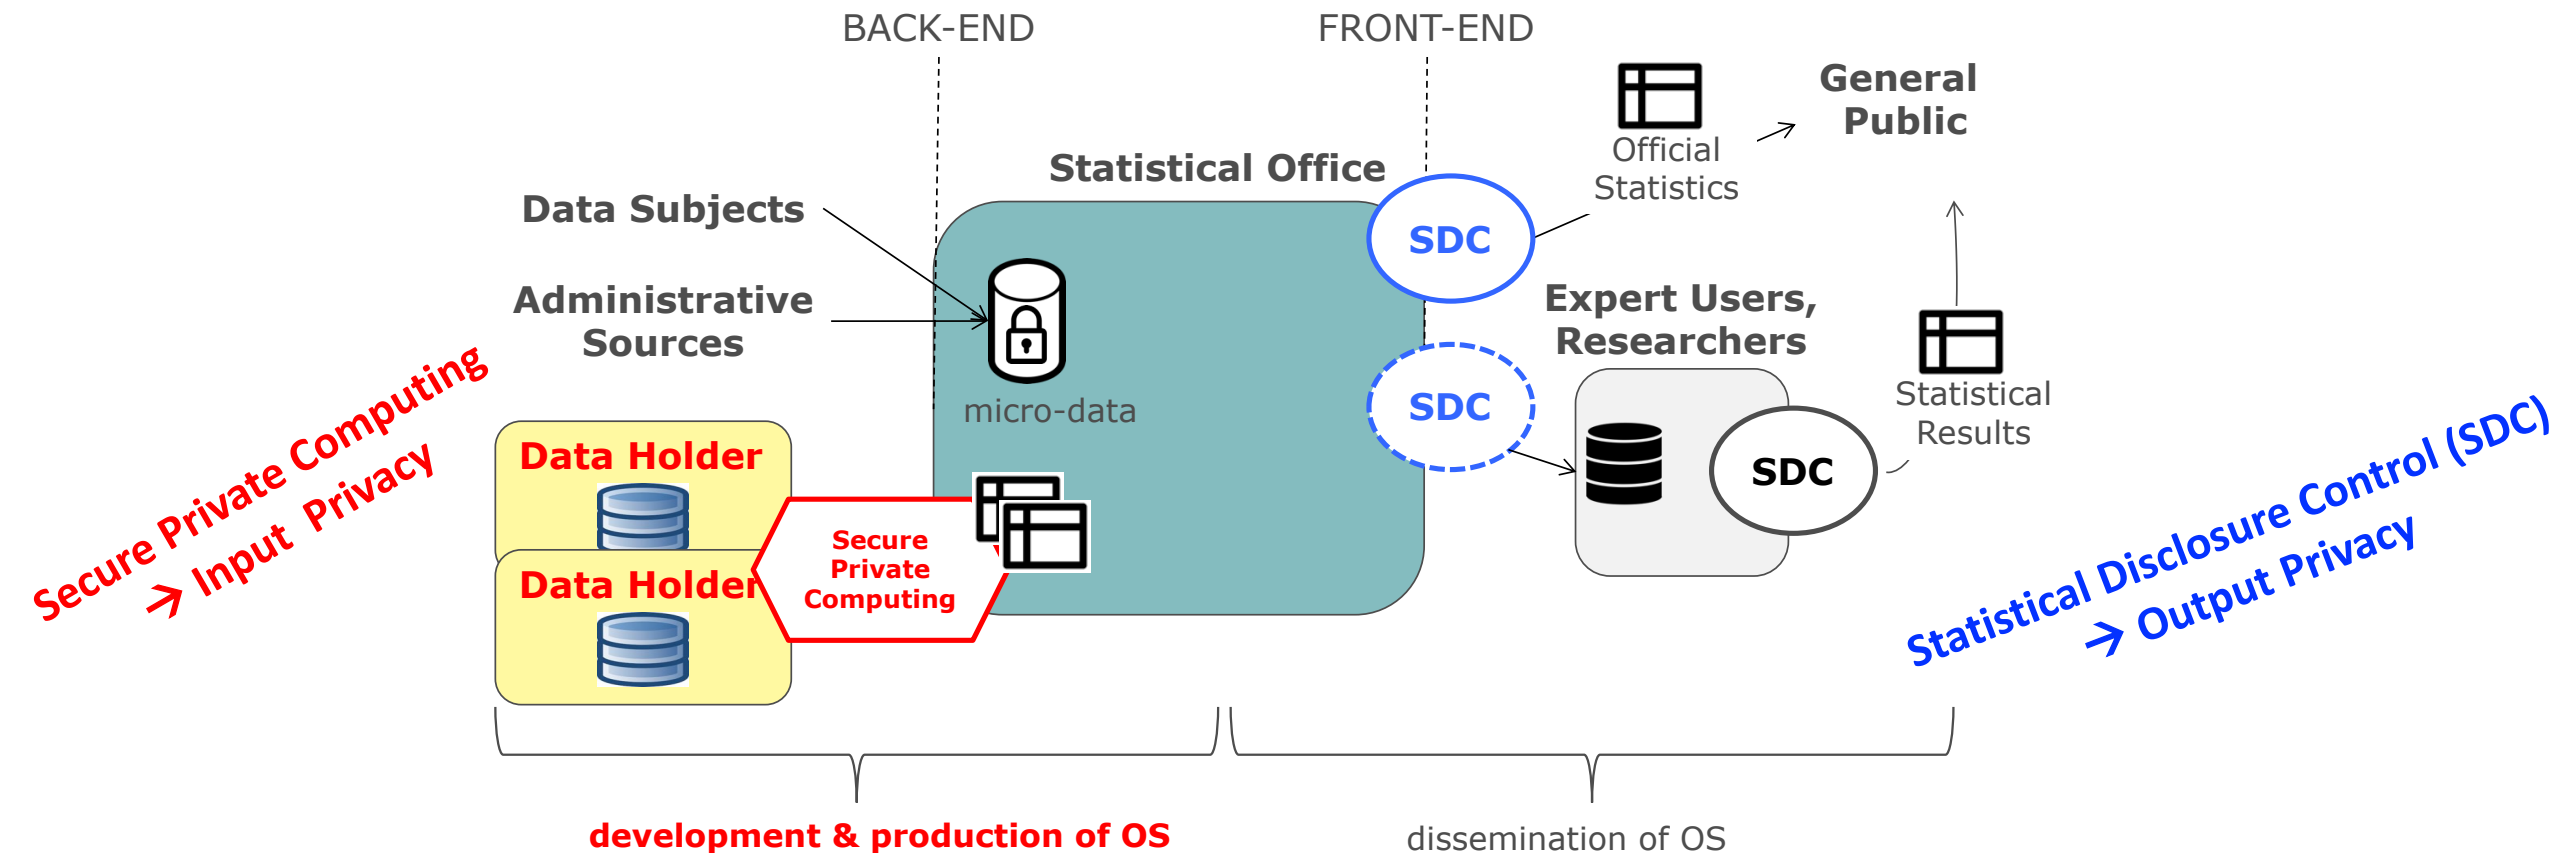 BACK-END
FRONT-END
General
Public
Official
Statistics
Statistical Office
Data Subjects
SDC
Administrative
Sources
Expert Users,
Researchers
micro-data
SDC
Statistical
Results
SDC
Secure Private Computing
→ Input Privacy
Data Holder
Data Holder
Secure
Private
Computing
Statistical Disclosure Control (SDC)
→ Output Privacy
development & production of OS
dissemination of OS